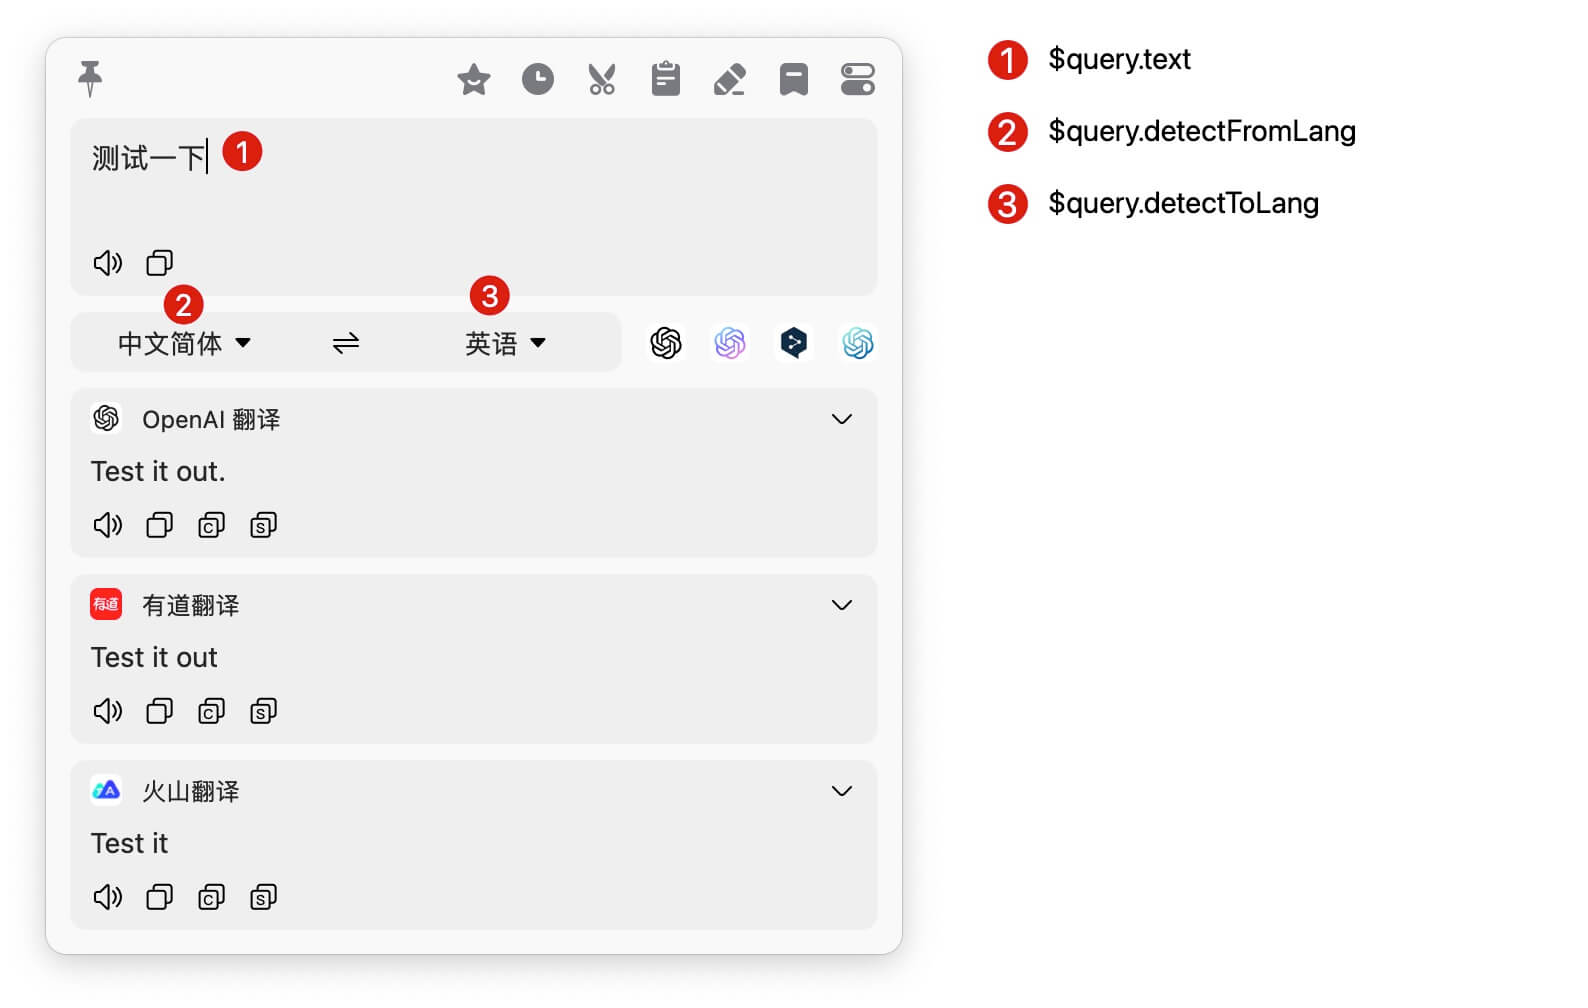 测试一下 1
2
3
中文简体 英语
OpenAI 翻译
Test it out.
C S
有道 有道翻译
Test it out
C S
A 火山翻译
Test it
C S
1 $query.text
2 $query.detectFromLang
3 $query.detectToLang